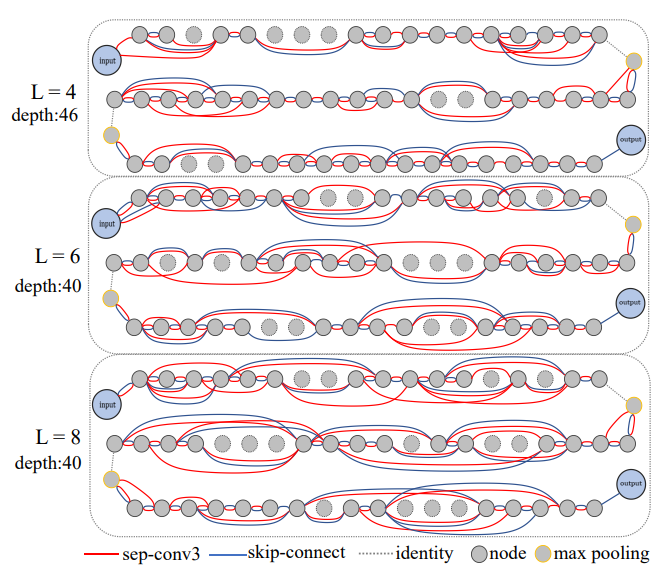 input
L = 4
depth:46
output
input
L = 6
depth:40
output
input
L = 8
depth:40
output
sep-conv3 skip-connect identity node max pooling